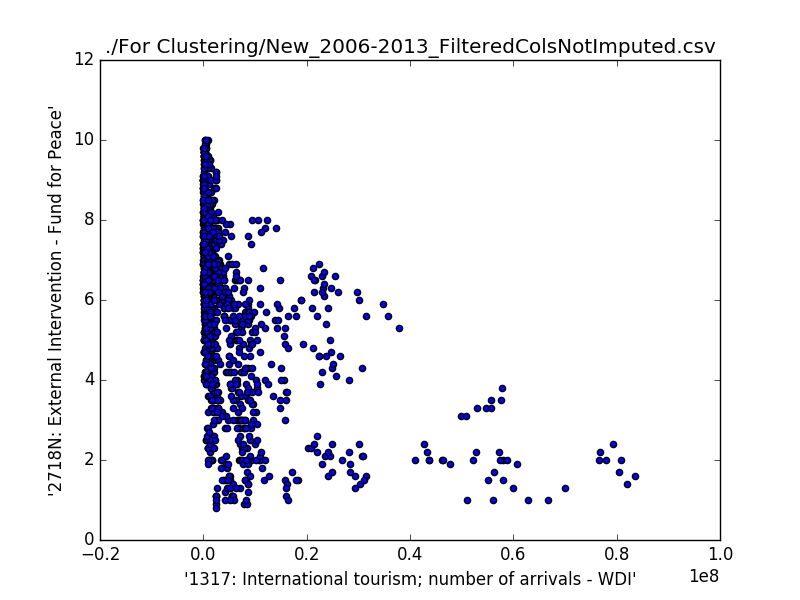 ./For Clustering/New_2006-2013_FilteredColsNotImputed.csv
12
10
8
6
4
2
0
'2718N: External Intervention - Fund for Peace'
−0.2 0.0 0.2 0.4 0.6 0.8 1.0
1e8
'1317: International tourism; number of arrivals - WDI'